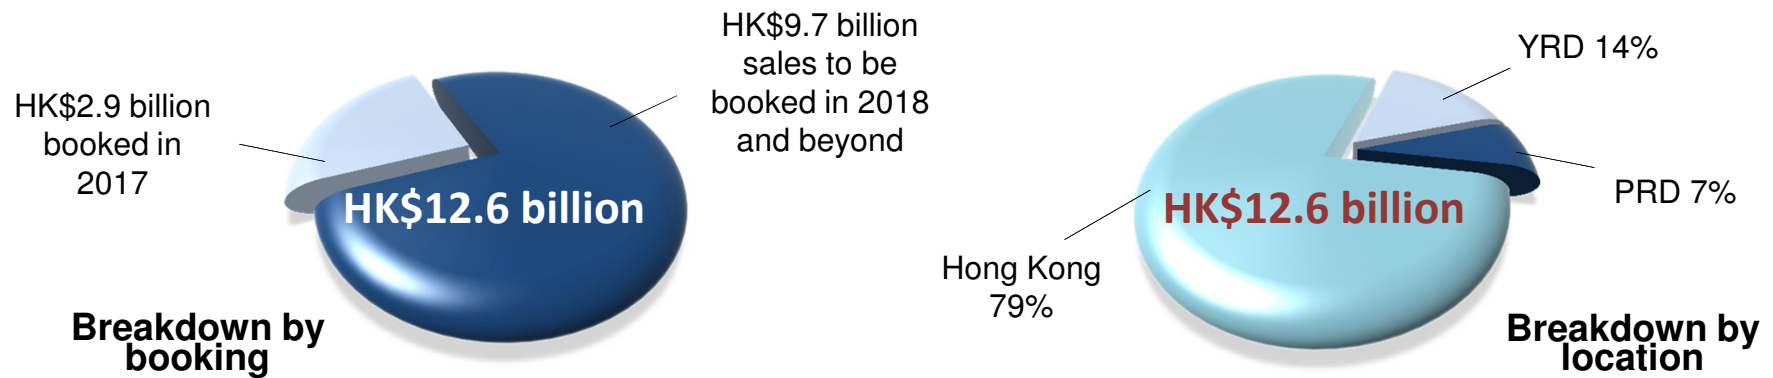 HK$2.9 billion
booked in
2017
HK$9.7 billion
sales to be
booked in 2018
and beyond
HK$12.6 billion
Breakdown by
booking
YRD 14%
PRD 7%
HK$12.6 billion
Hong Kong
79%
Breakdown by
location